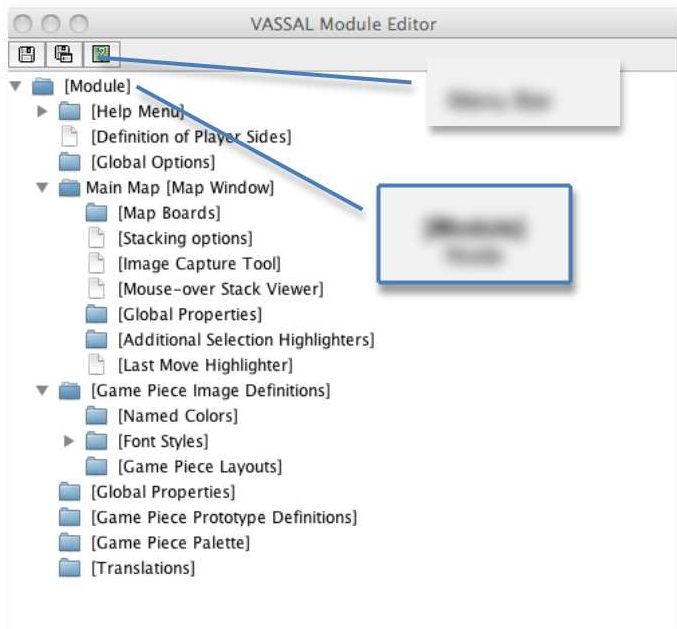 VASSAL Module Editor
[Module]
[Help Menu]
[Definition of Player Sides]
[Global Options]
Main Map [Map Window]
[Map Boards]
[Stacking options]
[Image Capture Tool]
[Mouse-over Stack Viewer]
[Global Properties]
[Additional Selection Highlighters]
[Last Move Highlighter]
[Game Piece Image Definitions]
[Named Colors]
[Font Styles]
[Game Piece Layouts]
[Global Properties]
[Game Piece Prototype Definitions]
[Game Piece Palette]
[Translations]